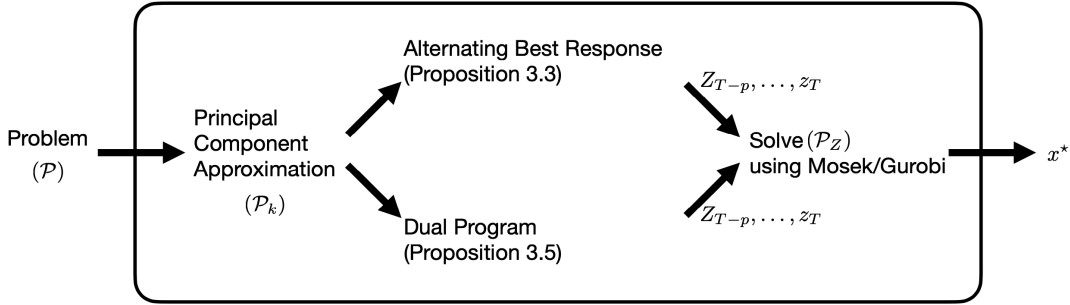 Problem
(𝒫)
Principal
Component
Approximation
(𝒫ₖ)
Alternating Best Response
(Proposition 3.3)
Dual Program
(Proposition 3.5)
Z_{T−p}, . . . , z_T
Z_{T−p}, . . . , z_T
Solve (𝒫_Z)
using Mosek/Gurobi
x⋆